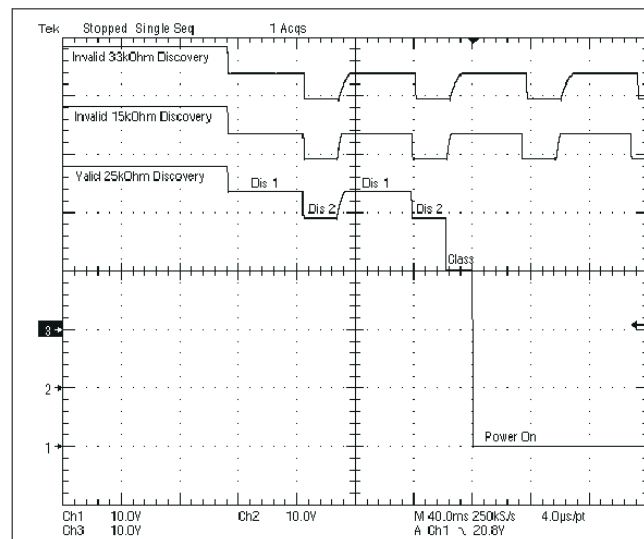 Tek Stopped Single Seq 1 Acqs
Invalid 33kOhm Discovery
Invalid 15kOhm Discovery
Valid 25kOhm Discovery
Dis 1 Dis 1
Dis 2 Dis 2
Class
3
2
1
Power On
Ch1 10.0V Ch2 10.0V M 40.0ms 250kS/s 4.0µs/pt
Ch3 10.0V A Ch1 20.8V